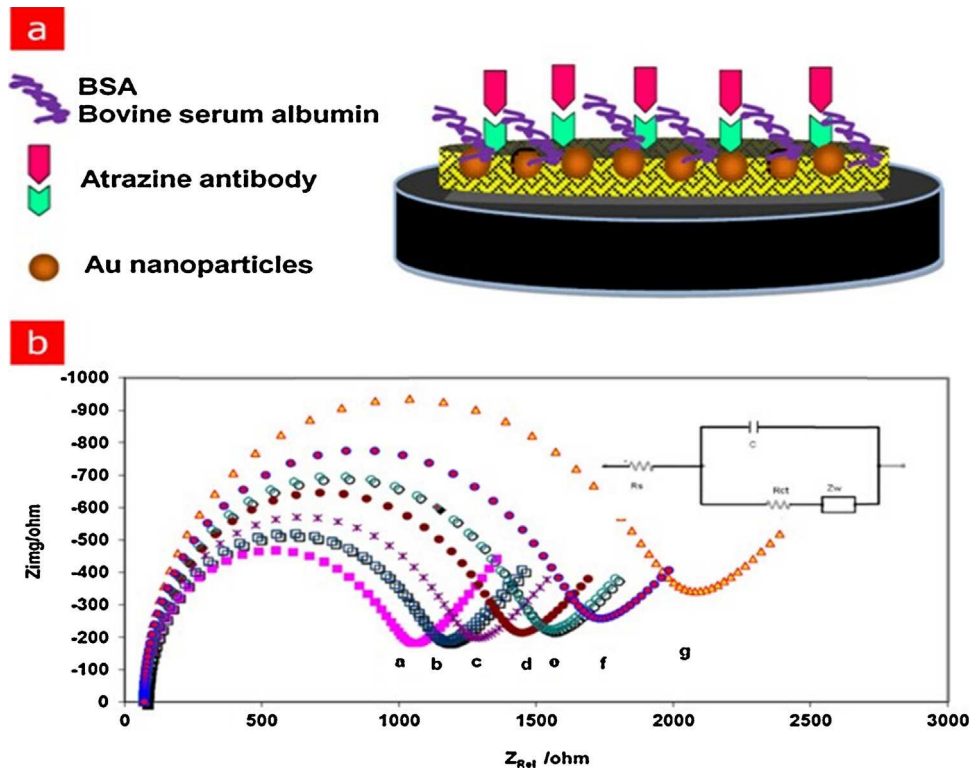 a
BSA
Bovine serum albumin
Atrazine antibody
Au nanoparticles
b
-1000
-900
-800
-700
-600
-500
-400
-300
-200
-100
0
Zimg/ohm
C
Rs
Rct
Zw
a b c d e f g
0 500 1000 1500 2000 2500 3000
ZRel /ohm